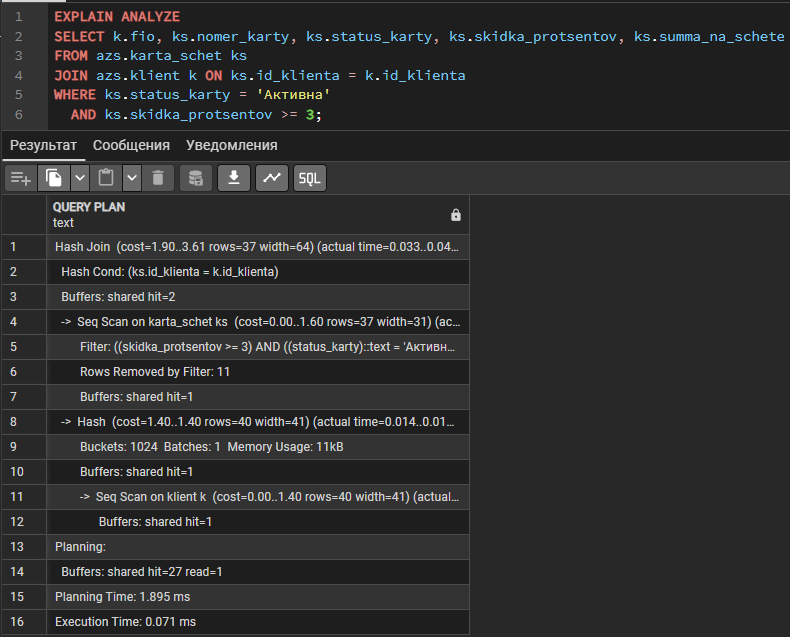 1 EXPLAIN ANALYZE
2 SELECT k.fio, ks.nomer_karty, ks.status_karty, ks.skidka_protsentov, ks.summa_na_schete
3 FROM azs.karta_schet ks
4 JOIN azs.klient k ON ks.id_klienta = k.id_klienta
5 WHERE ks.status_karty = 'Активна'
6 AND ks.skidka_protsentov >= 3;
Результат Сообщения Уведомления
SQL
QUERY PLAN
text
1 Hash Join (cost=1.90..3.61 rows=37 width=64) (actual time=0.033..0.04…
2 Hash Cond: (ks.id_klienta = k.id_klienta)
3 Buffers: shared hit=2
4 -> Seq Scan on karta_schet ks (cost=0.00..1.60 rows=37 width=31) (ac…
5 Filter: ((skidka_protsentov >= 3) AND ((status_karty)::text = 'Активн…
6 Rows Removed by Filter: 11
7 Buffers: shared hit=1
8 -> Hash (cost=1.40..1.40 rows=40 width=41) (actual time=0.014..0.01…
9 Buckets: 1024 Batches: 1 Memory Usage: 11kB
10 Buffers: shared hit=1
11 -> Seq Scan on klient k (cost=0.00..1.40 rows=40 width=41) (actual…
12 Buffers: shared hit=1
13 Planning:
14 Buffers: shared hit=27 read=1
15 Planning Time: 1.895 ms
16 Execution Time: 0.071 ms